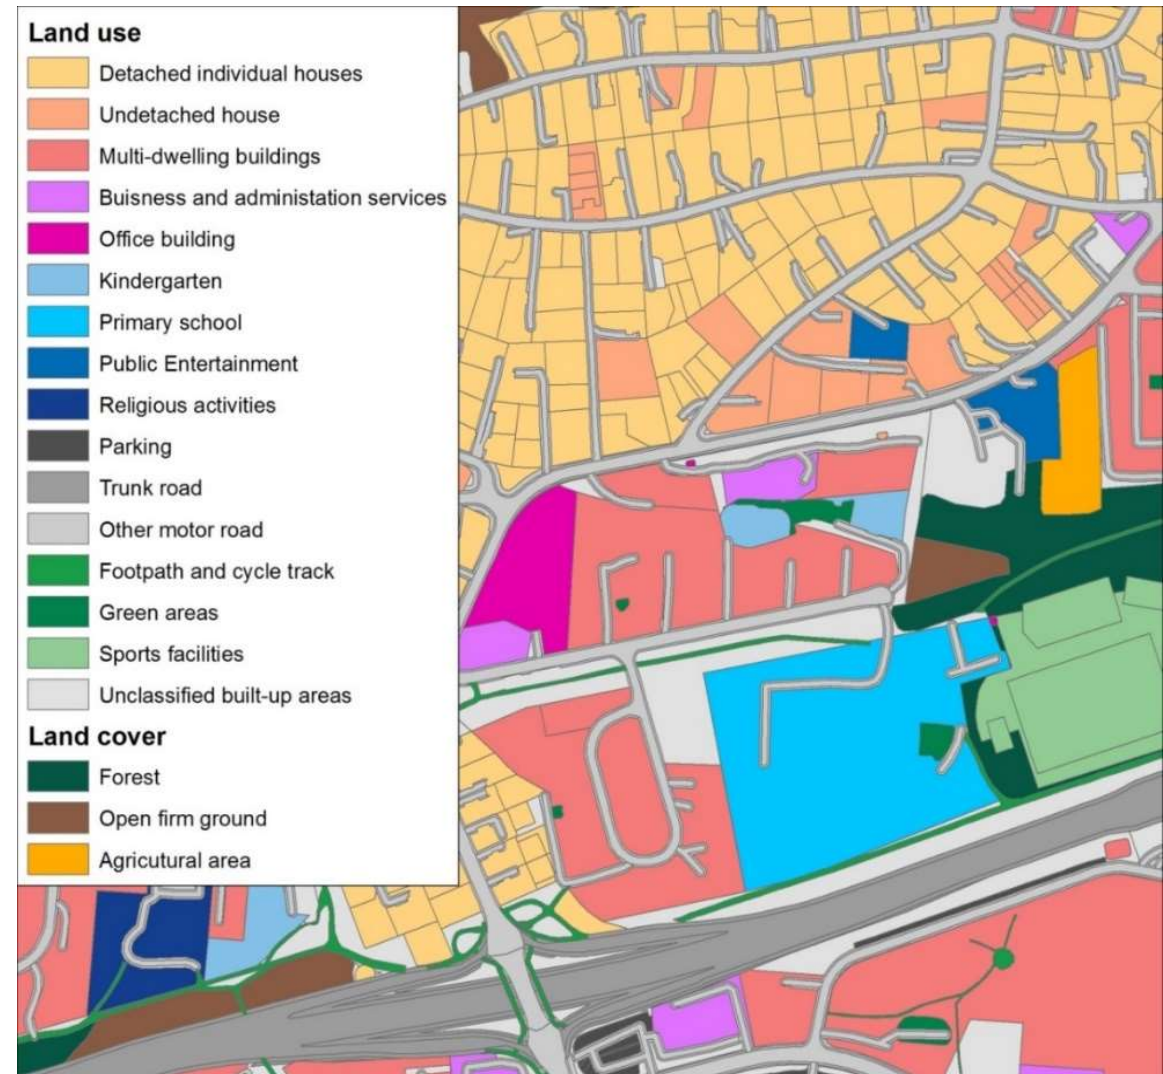 Land use
Detached individual houses
Undetached house
Multi-dwelling buildings
Buisness and administation services
Office building
Kindergarten
Primary school
Public Entertainment
Religious activities
Parking
Trunk road
Other motor road
Footpath and cycle track
Green areas
Sports facilities
Unclassified built-up areas
Land cover
Forest
Open firm ground
Agricutural area